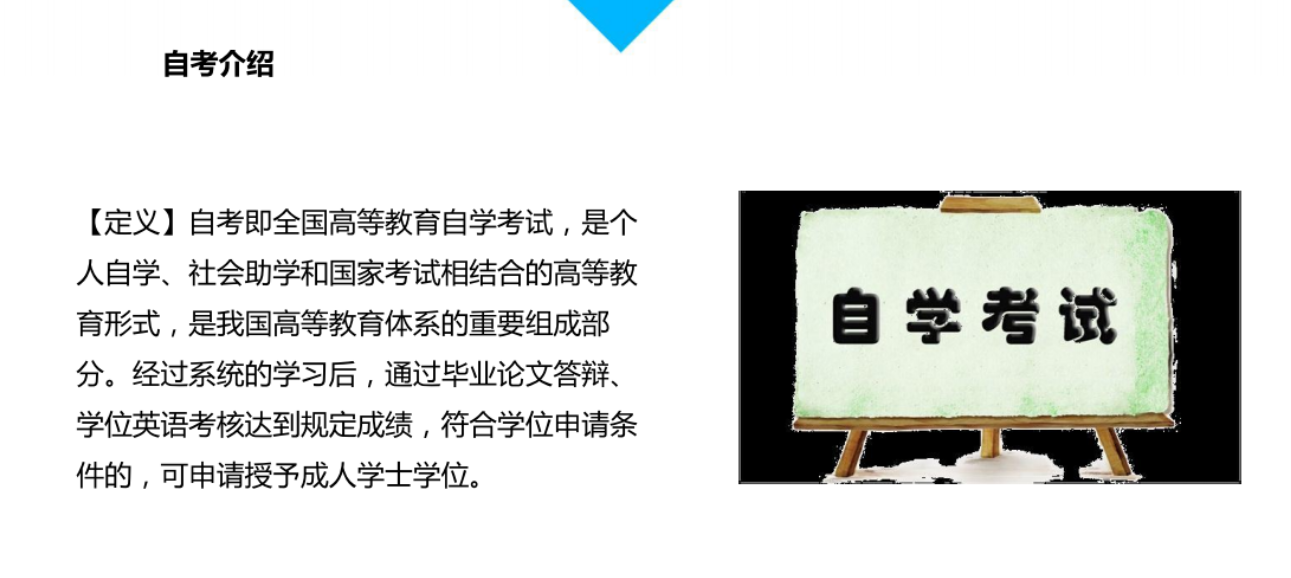 自考介绍
【定义】自考即全国高等教育自学考试，是个
人自学、社会助学和国家考试相结合的高等教
育形式，是我国高等教育体系的重要组成部
分。经过系统的学习后，通过毕业论文答辩、
学位英语考核达到规定成绩，符合学位申请条
件的，可申请授予成人学士学位。
自学考试